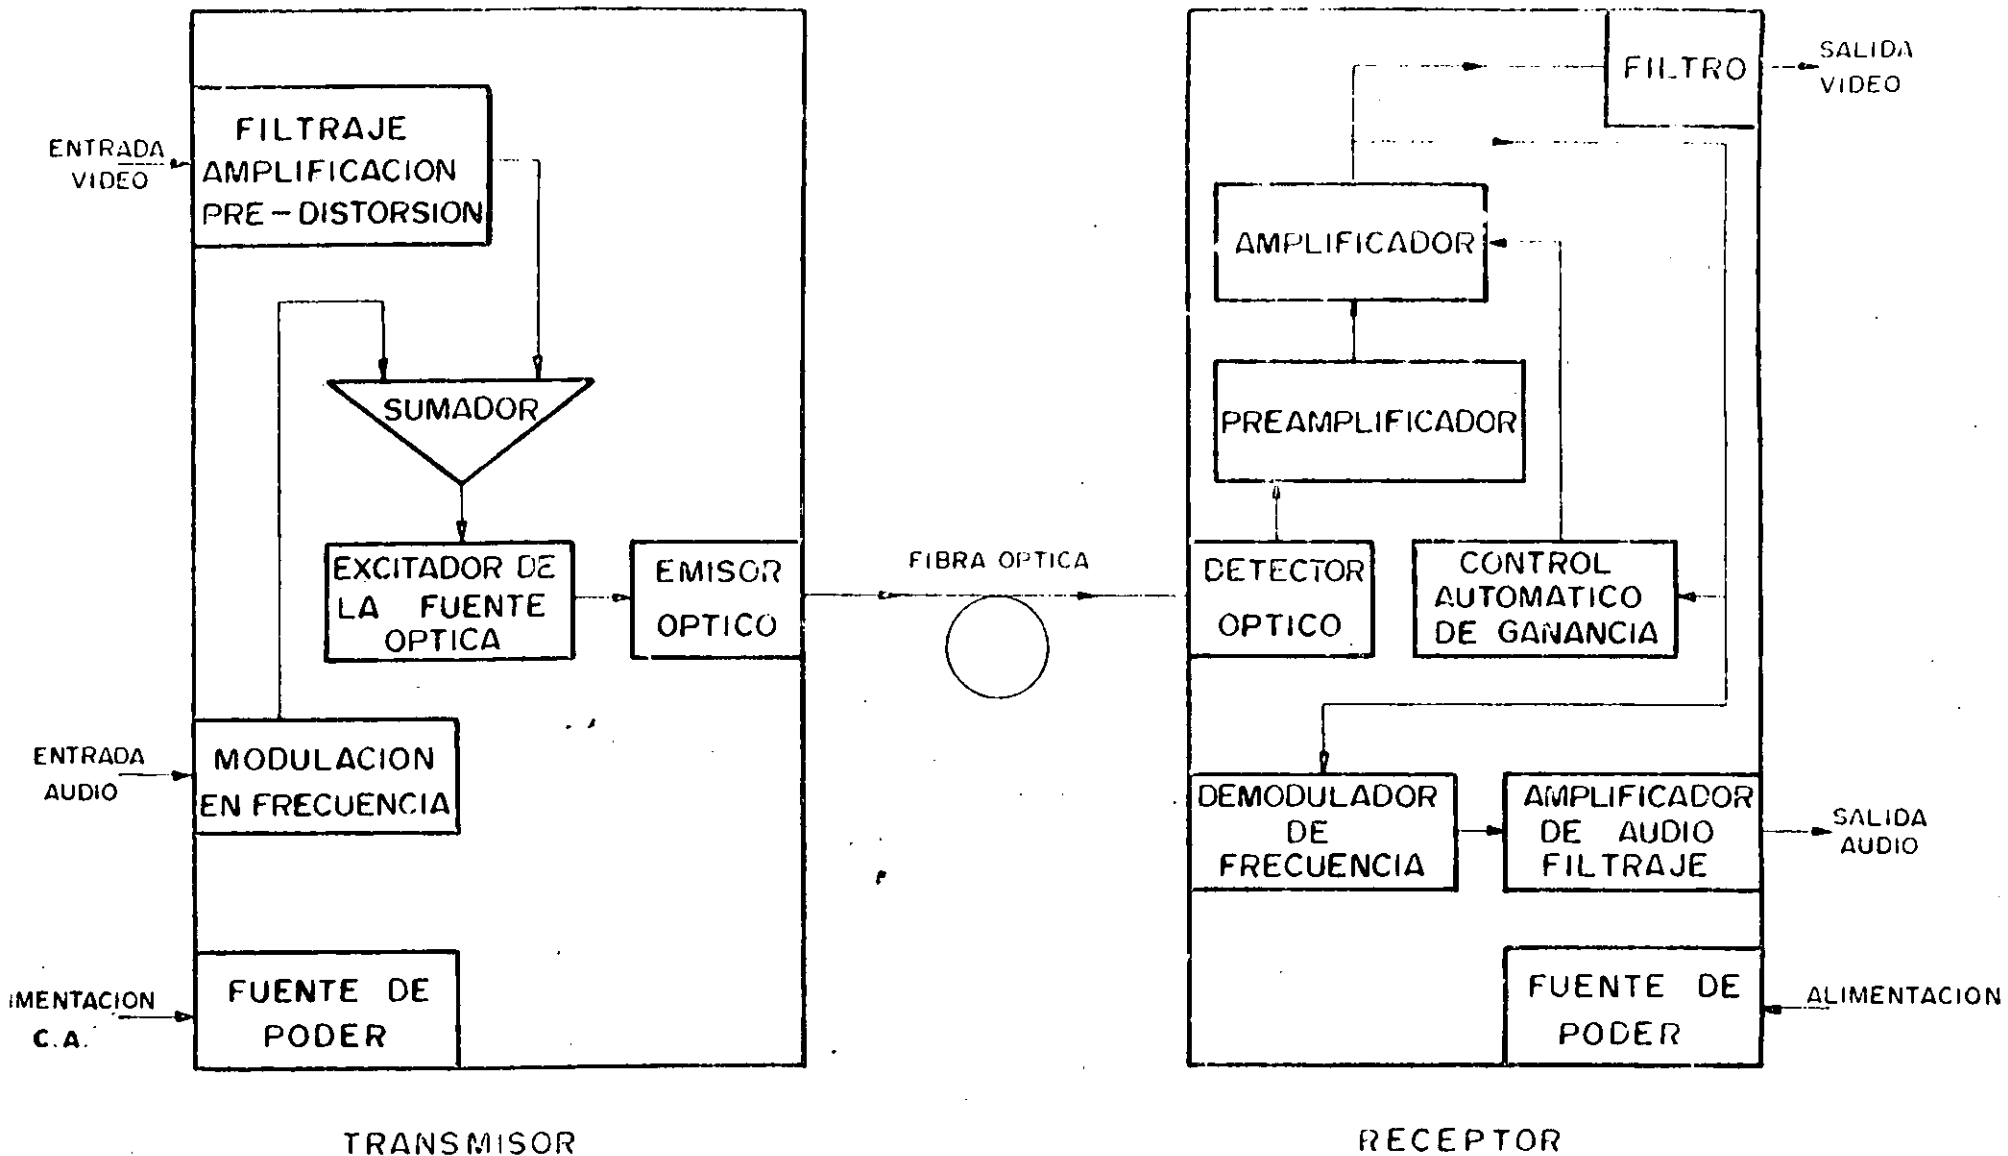 ENTRADA
VIDEO
FILTRAJE
AMPLIFICACION
PRE-DISTORSION
SUMADOR
EXCITADOR DE
LA FUENTE
OPTICA
EMISOR
OPTICO
ENTRADA
AUDIO
MODULACION
EN FRECUENCIA
IMENTACION
C.A.
FUENTE DE
PODER
TRANSMISOR
FIBRA OPTICA
FILTRO
SALIDA
VIDEO
AMPLIFICADOR
PREAMPLIFICADOR
DETECTOR
OPTICO
CONTROL
AUTOMATICO
DE GANANCIA
DEMODULADOR
DE
FRECUENCIA
AMPLIFICADOR
DE AUDIO
FILTRAJE
SALIDA
AUDIO
FUENTE DE
PODER
ALIMENTACION
RECEPTOR